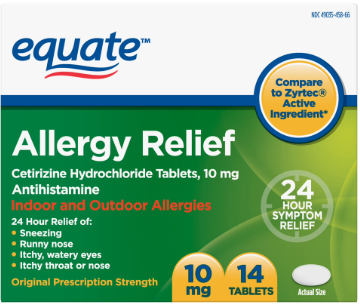 NDC 49035-458-66
equate™
Compare
to Zyrtec®
Active
Ingredient*
Allergy Relief
Cetirizine Hydrochloride Tablets, 10 mg
Antihistamine
Indoor and Outdoor Allergies
24 Hour Relief of:
• Sneezing
• Runny nose
• Itchy, watery eyes
• Itchy throat or nose
Original Prescription Strength
24
HOUR
SYMPTOM
RELIEF
10
mg
14
TABLETS
Actual Size